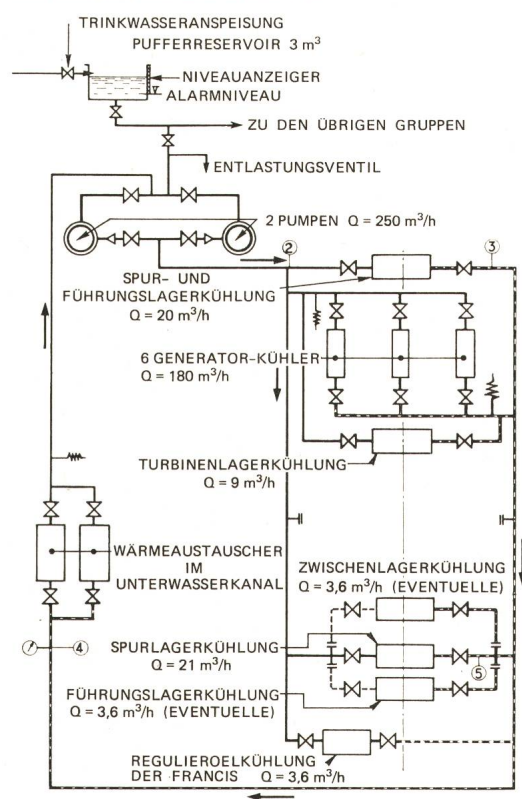 TRINKWASSERANSPEISUNG
PUFFERRESERVOIR 3 m³
NIVEAUANZEIGER
ALARMNIVEAU
ZU DEN ÜBRIGEN GRUPPEN
ENTLASTUNGSVENTIL
2 PUMPEN Q = 250 m³/h
2
3
SPUR- UND
FÜHRUNGSLAGERKÜHLUNG
Q = 20 m³/h
6 GENERATOR-KÜHLER
Q = 180 m³/h
TURBINENLAGERKÜHLUNG
Q = 9 m³/h
WÄRMEAUSTAUSCHER
IM
UNTERWASSERKANAL
ZWISCHENLAGERKÜHLUNG
Q = 3,6 m³/h (EVENTUELLE)
4
SPURLAGERKÜHLUNG
Q = 21 m³/h
5
FÜHRUNGSLAGERKÜHLUNG
Q = 3,6 m³/h (EVENTUELLE)
REGULIEROELKÜHLUNG
DER FRANCIS Q = 3,6 m³/h